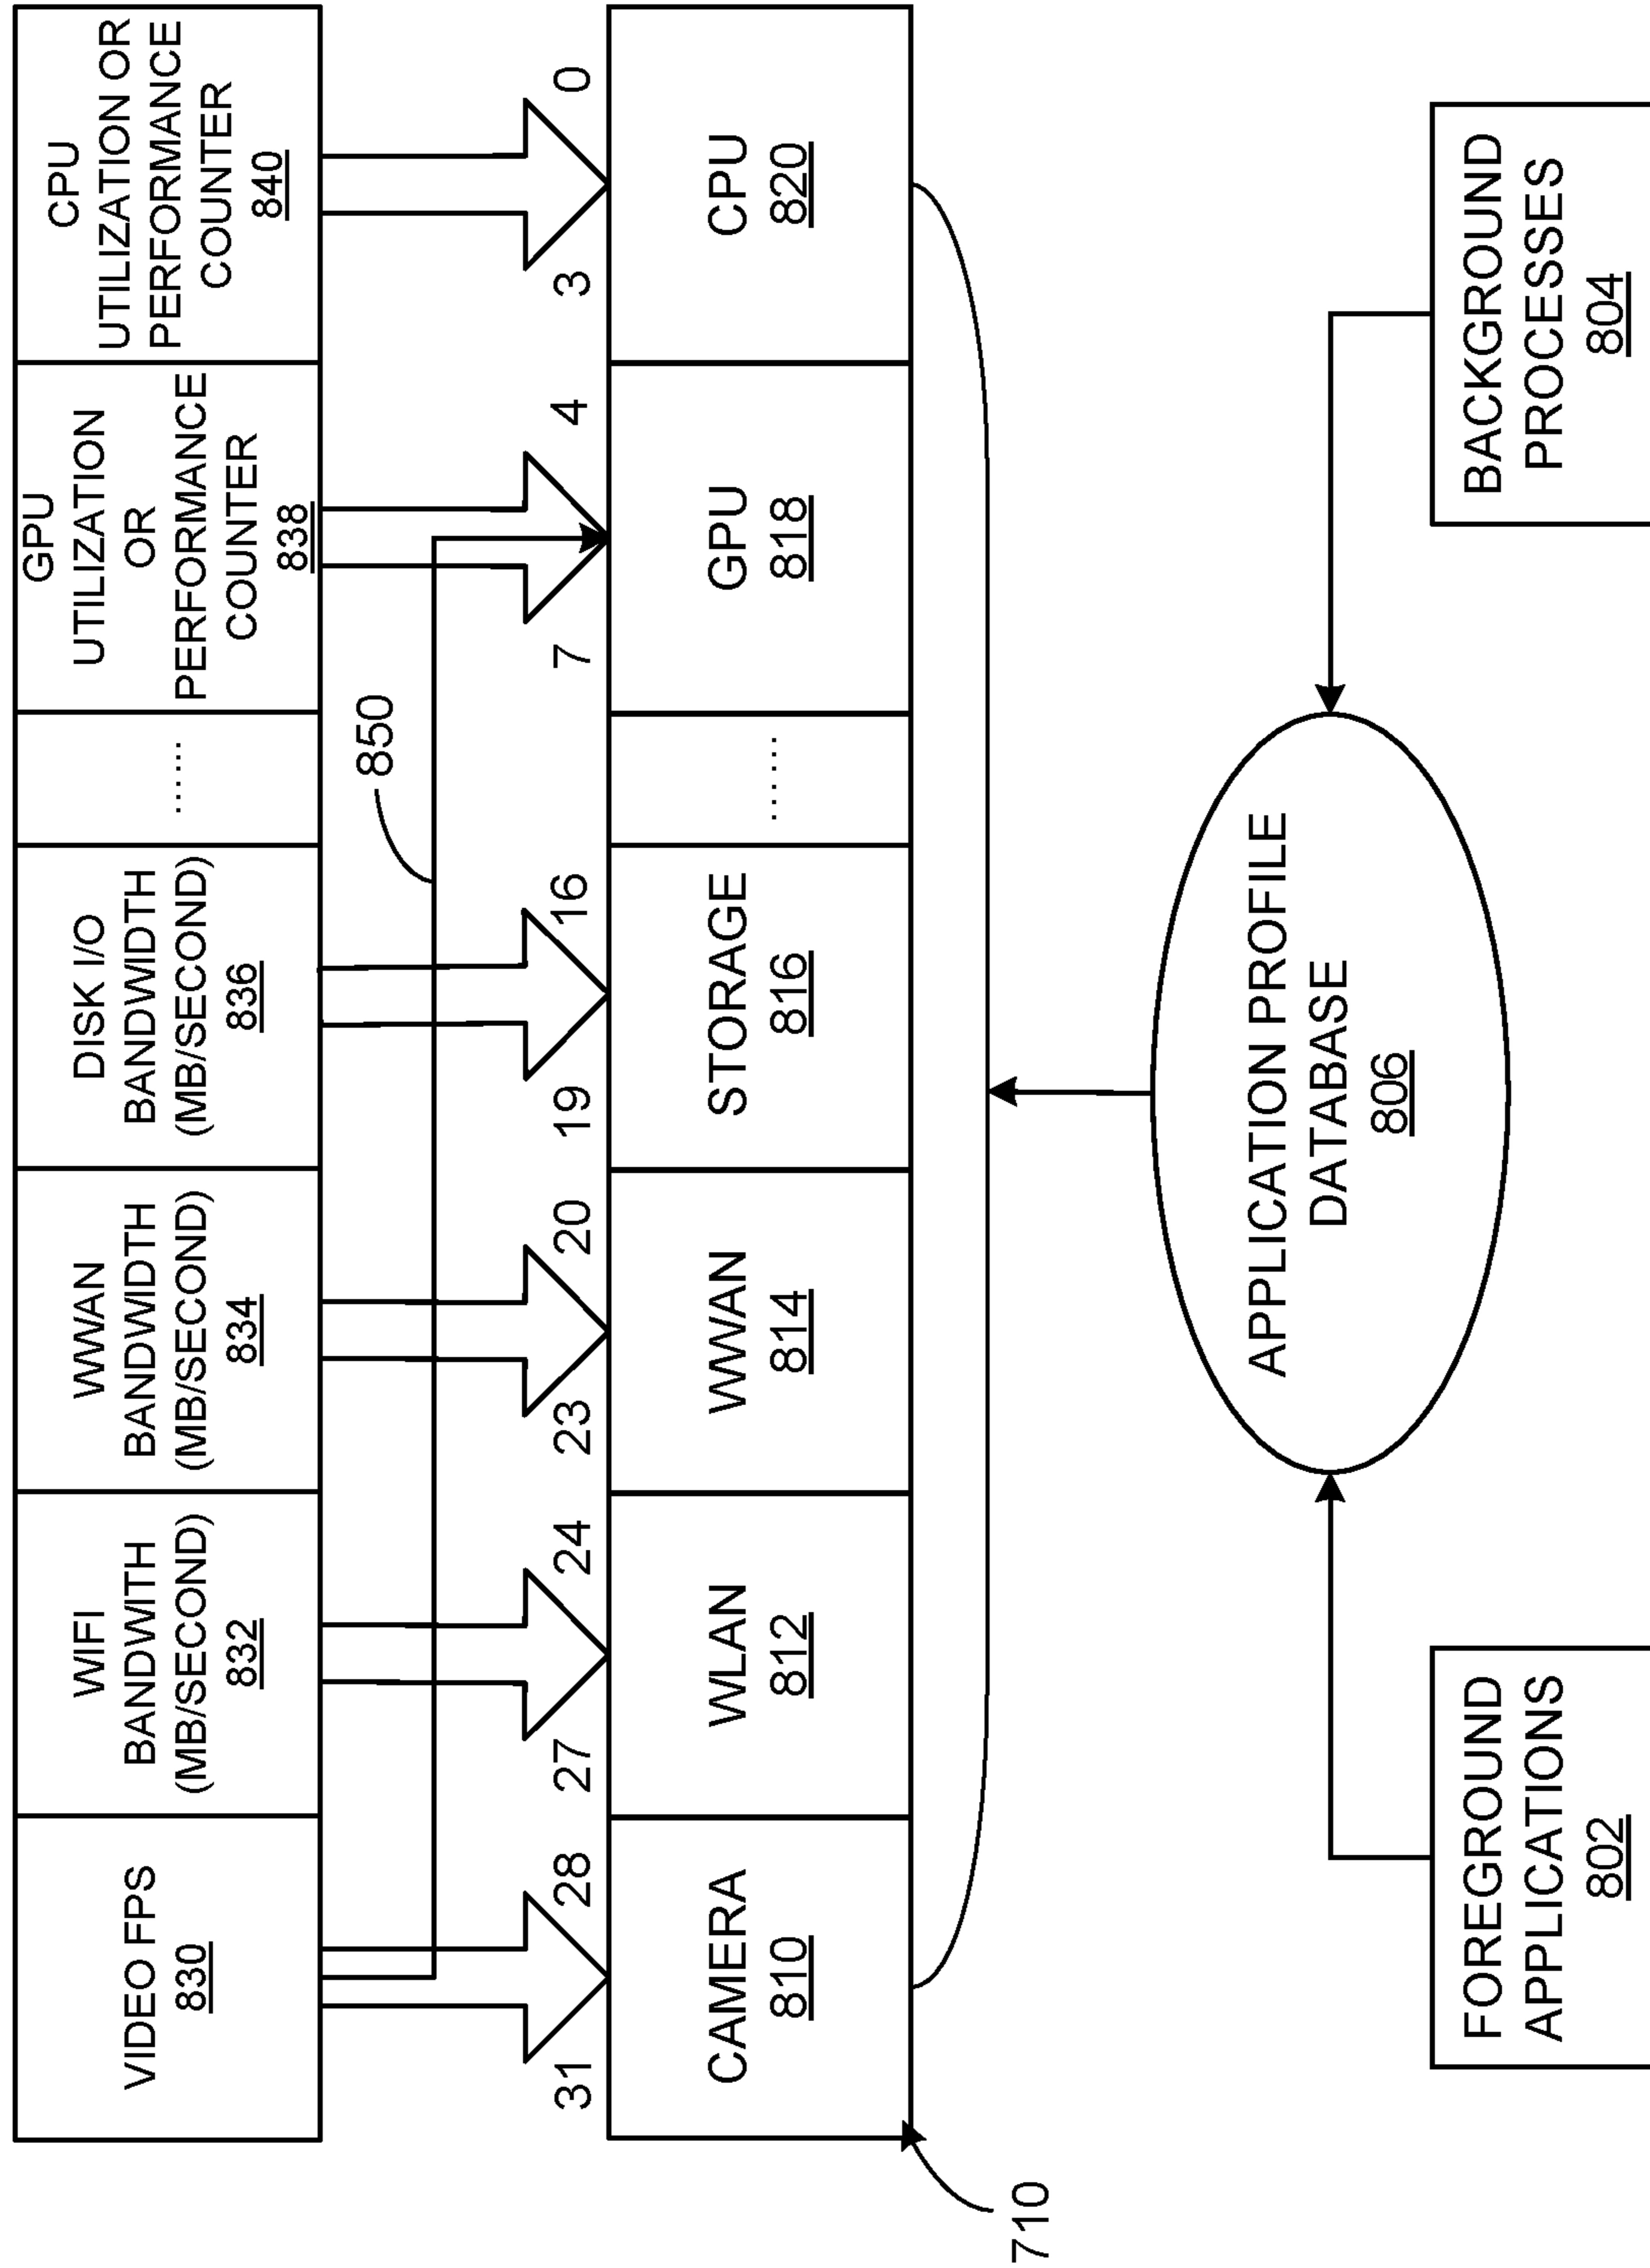 VIDEO FPS
830
WIFI
BANDWITH
(MB/SECOND)
832
WWAN
BANDWIDTH
(MB/SECOND)
834
DISK I/O
BANDWIDTH
(MB/SECOND)
836
......
GPU
UTILIZATION
OR
PERFORMANCE
COUNTER
838
CPU
UTILIZATION OR
PERFORMANCE
COUNTER
840
850
31
28
27
24
23
20
19
16
7
4
3
0
CAMERA
810
WLAN
812
WWAN
814
STORAGE
816
......
GPU
818
CPU
820
710
APPLICATION PROFILE
DATABASE
806
FOREGROUND
APPLICATIONS
802
BACKGROUND
PROCESSES
804